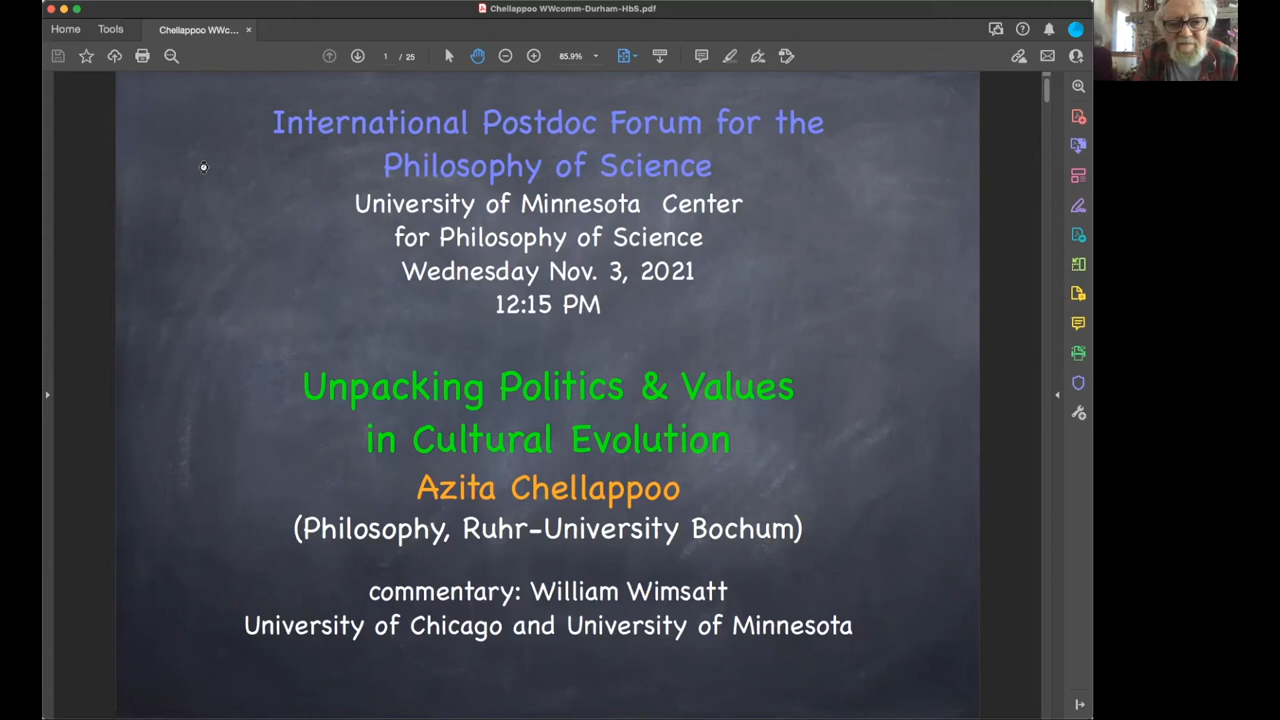 Chellappoo WWcomm-Durham-HbS.pdf
Home
Tools
Chellappoo WWc...
1 / 25
85.9%
International Postdoc Forum for the
Philosophy of Science
University of Minnesota Center
for Philosophy of Science
Wednesday Nov. 3, 2021
12:15 PM
Unpacking Politics & Values
in Cultural Evolution
Azita Chellappoo
(Philosophy, Ruhr-University Bochum)
commentary: William Wimsatt
University of Chicago and University of Minnesota